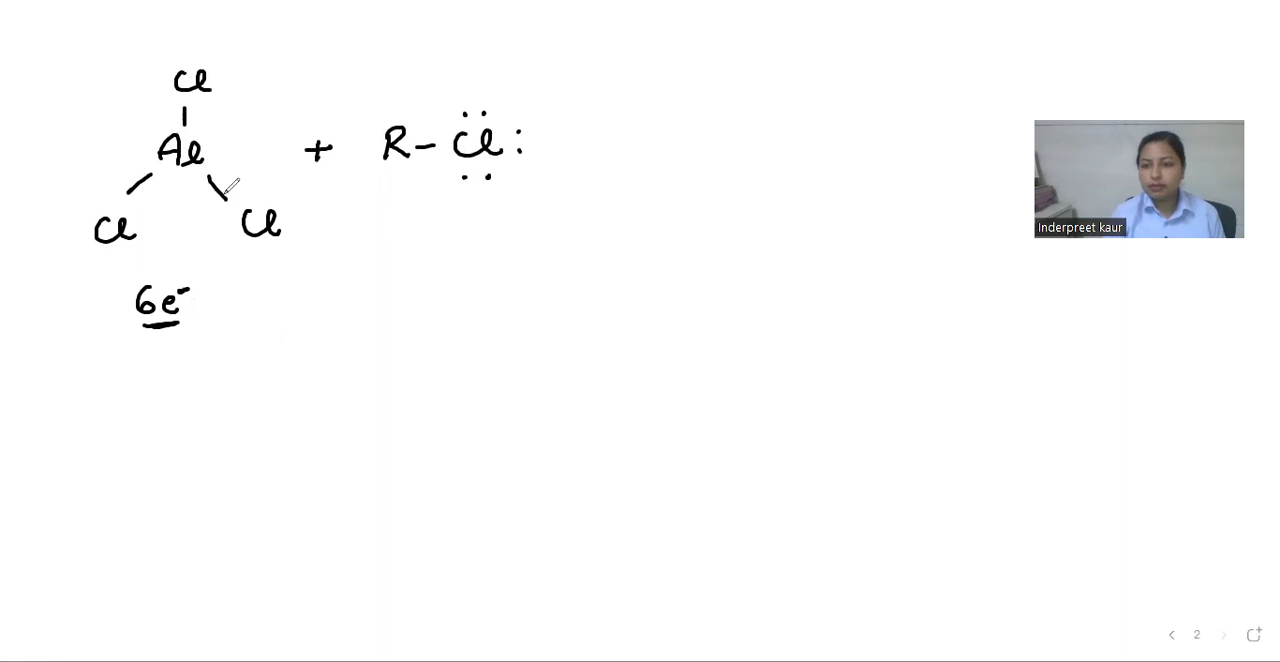 Cl
Al + R - Cl:
Cl Cl
6e-
Inderpreet kaur
2